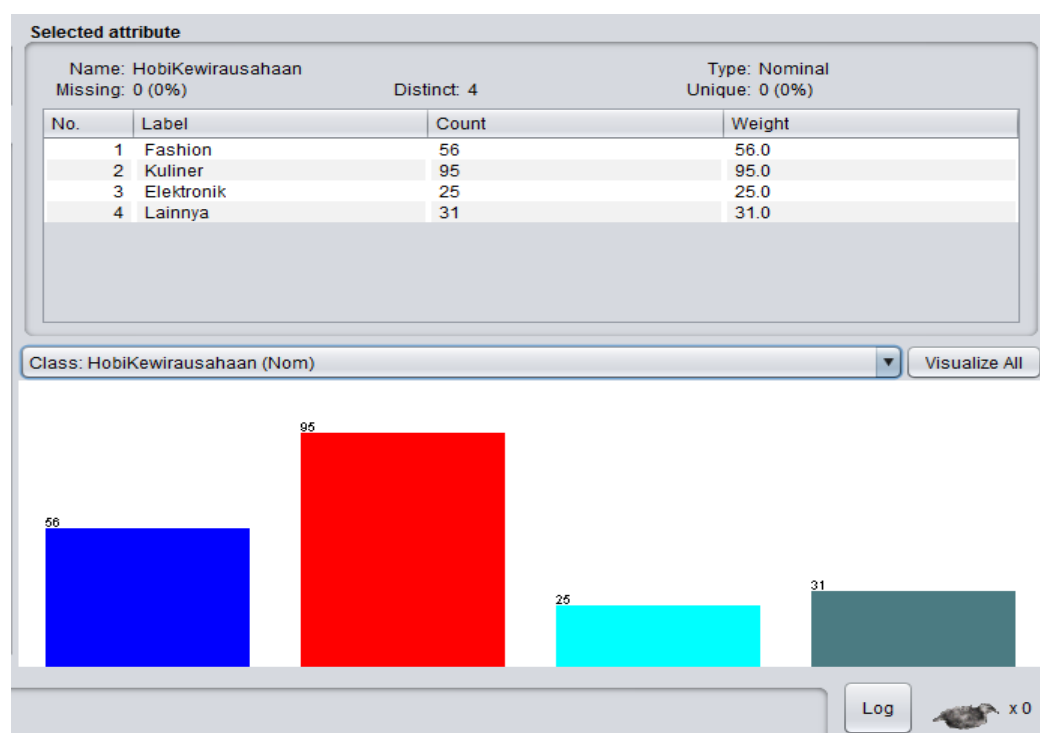 Selected attribute
Name: HobiKewirausahaan Type: Nominal
Missing: 0 (0%) Distinct: 4 Unique: 0 (0%)
No. Label Count Weight
1 Fashion 56 56.0
2 Kuliner 95 95.0
3 Elektronik 25 25.0
4 Lainnya 31 31.0
Class: HobiKewirausahaan (Nom) Visualize All
95
56
31
25
Log x 0